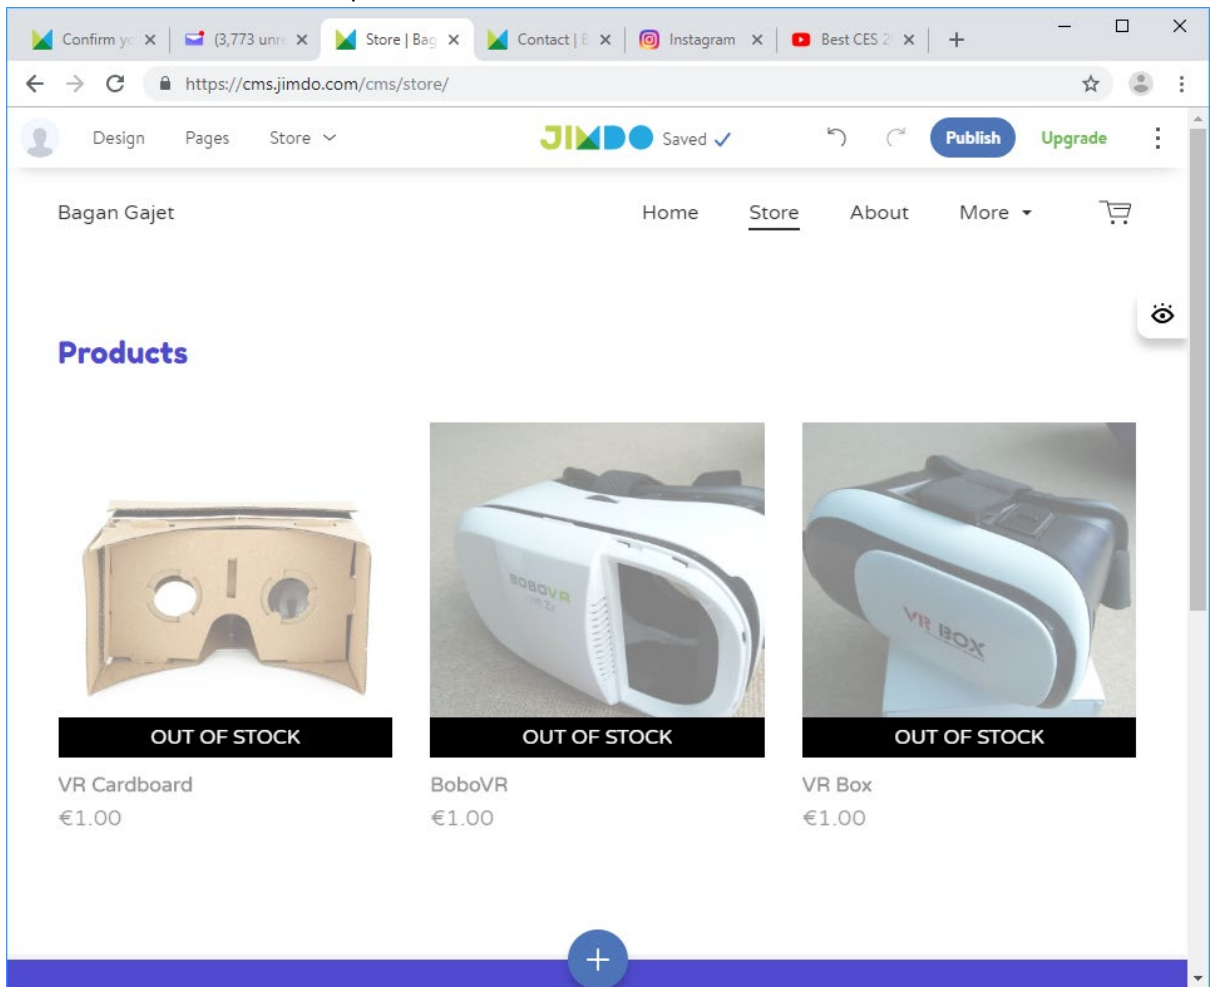 Confirm yo
(3,773 unre
Store | Bag
Contact | B
Instagram
Best CES 2
https://cms.jimdo.com/cms/store/
Design Pages Store
JIMDO Saved
Publish Upgrade
Bagan Gajet
Home Store About More
Products
BOBOVR
VR BOX
OUT OF STOCK
OUT OF STOCK
OUT OF STOCK
VR Cardboard
€1.00
BoboVR
€1.00
VR Box
€1.00